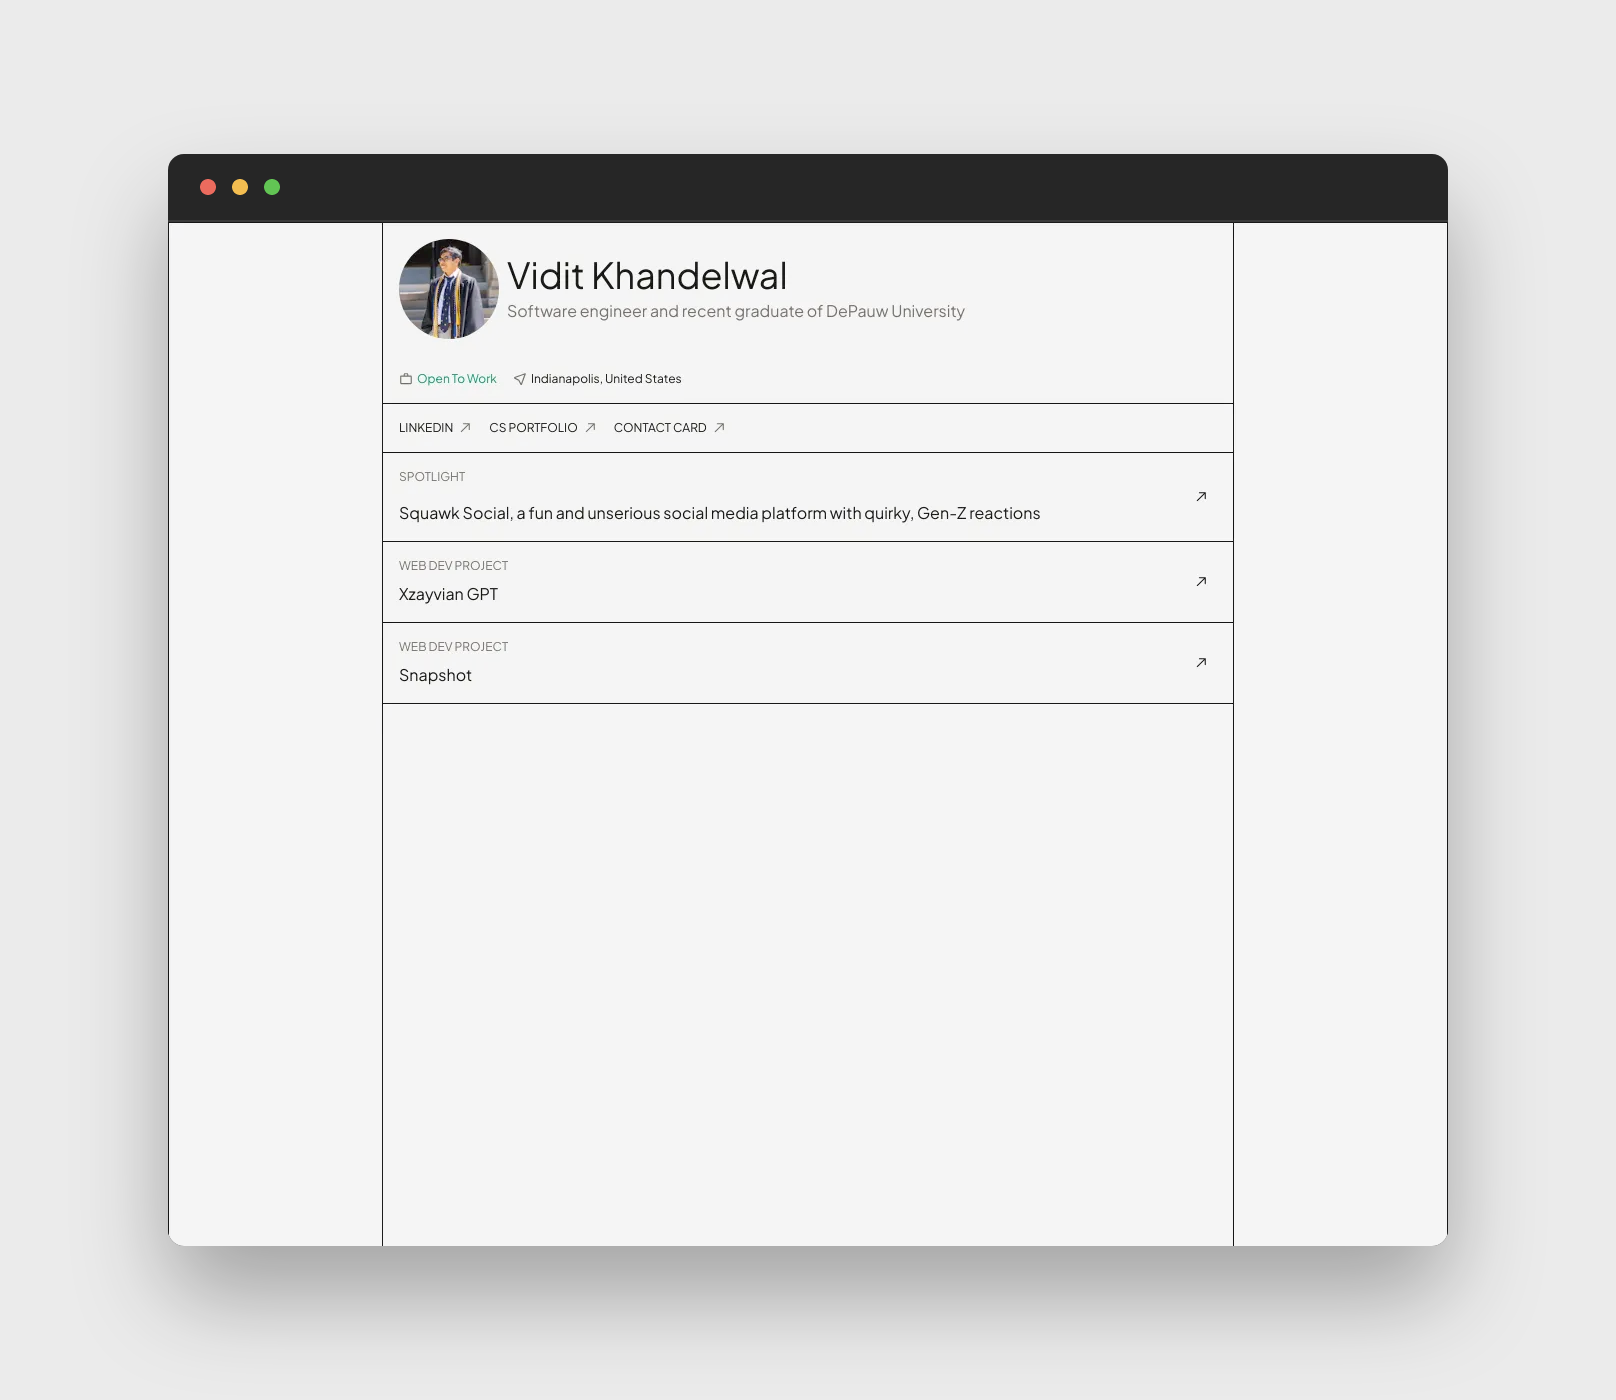 Vidit Khandelwal
Software engineer and recent graduate of DePauw University
Open To Work Indianapolis, United States
LINKEDIN CS PORTFOLIO CONTACT CARD
SPOTLIGHT
Squawk Social, a fun and unserious social media platform with quirky, Gen-Z reactions
WEB DEV PROJECT
Xzayvian GPT
WEB DEV PROJECT
Snapshot